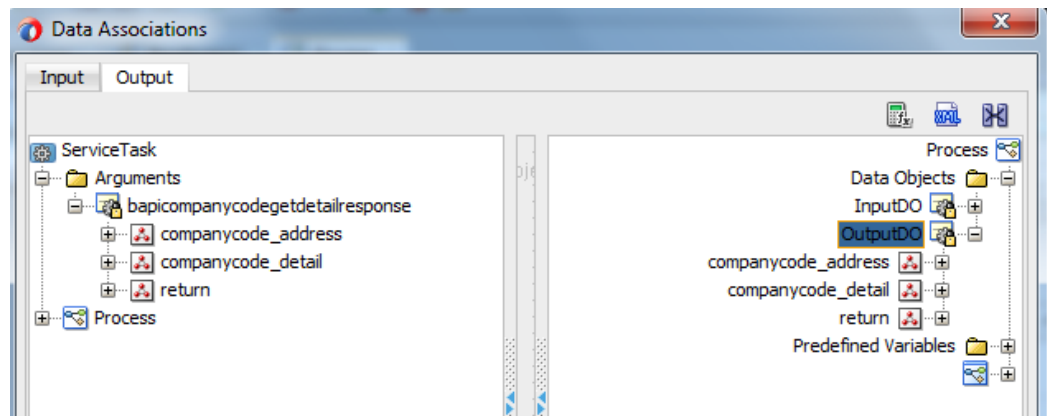 Data Associations
Input Output
ServiceTask
Arguments
bapicompanycodegetdetailresponse
companycode_address
companycode_detail
return
Process
Process
Data Objects
InputDO
OutputDO
companycode_address
companycode_detail
return
Predefined Variables